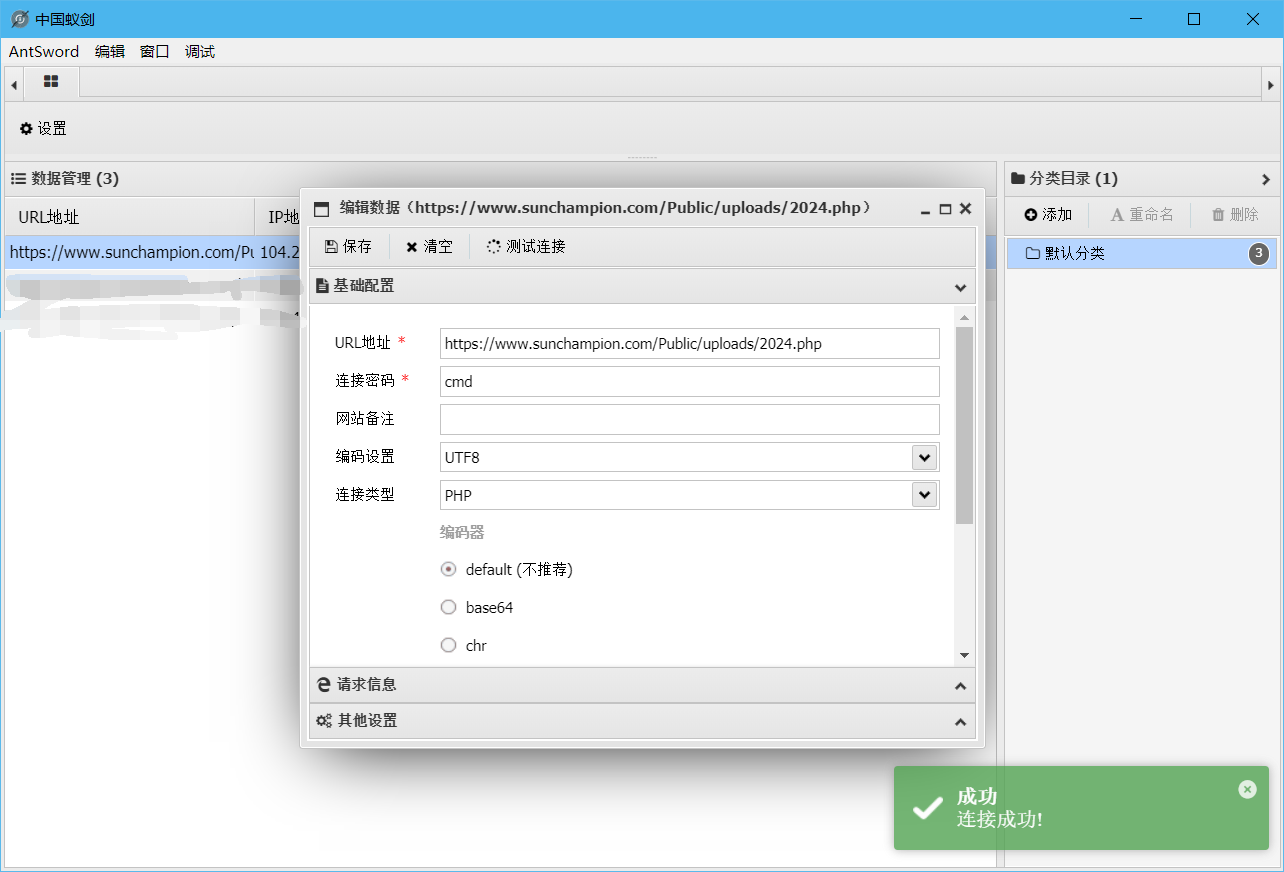 中国蚁剑
AntSword 编辑 窗口 调试
设置
数据管理 (3)
URL地址 IP地
https://www.sunchampion.com/Pu 104.2
编辑数据（https://www.sunchampion.com/Public/uploads/2024.php）
保存 清空 测试连接
基础配置
URL地址 *
https://www.sunchampion.com/Public/uploads/2024.php
连接密码 *
cmd
网站备注
编码设置
UTF8
连接类型
PHP
编码器
default (不推荐)
base64
chr
请求信息
其他设置
分类目录 (1)
添加 重命名 删除
默认分类 3
成功
连接成功!